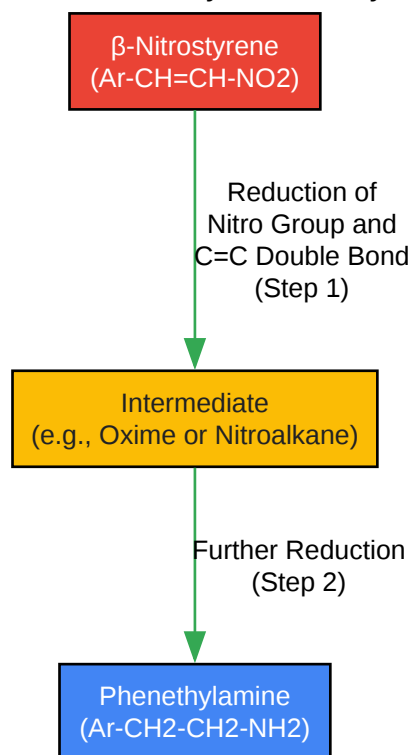 β-Nitrostyrene
(Ar-CH=CH-NO2)
Reduction of
Nitro Group and
C=C Double Bond
(Step 1)
Intermediate
(e.g., Oxime or Nitroalkane)
Further Reduction
(Step 2)
Phenethylamine
(Ar-CH2-CH2-NH2)